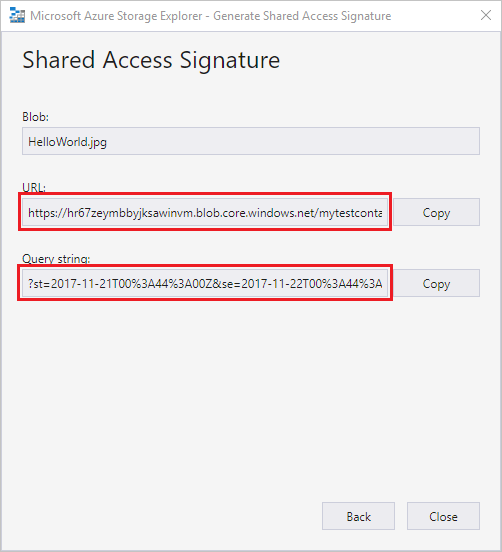 Microsoft Azure Storage Explorer - Generate Shared Access Signature
Shared Access Signature
Blob:
HelloWorld.jpg
URL:
https://hr67zeymbbyjksawinvm.blob.core.windows.net/mytestconta
Copy
Query string:
?st=2017-11-21T00%3A44%3A00Z&se=2017-11-22T00%3A44%3A
Copy
Back
Close